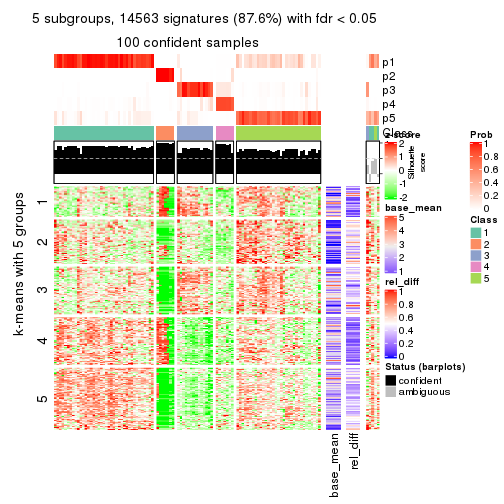 5 subgroups, 14563 signatures (87.6%) with fdr < 0.05
100 confident samples
p1
p2
p3
p4
p5
Class
k-means with 5 groups
1
2
3
4
5
base_mean
rel_diff
z-score
2
1
0
-1
-2
Silhouette
score
base_mean
5
4
3
2
1
rel_diff
1
0.8
0.6
0.4
0.2
0
Status (barplots)
confident
ambiguous
Prob
1
0.8
0.6
0.4
0.2
0
Class
1
2
3
4
5